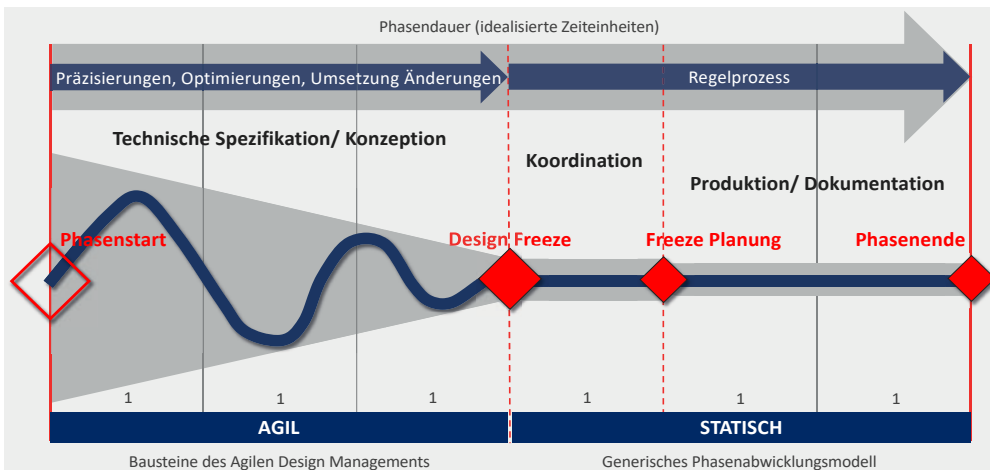 Phasendauer (idealisierte Zeiteinheiten)
Präzisierungen, Optimierungen, Umsetzung Änderungen
Regelprozess
Technische Spezifikation/ Konzeption
Koordination
Produktion/ Dokumentation
Phasenstart
Design Freeze
Freeze Planung
Phasenende
1 1 1 1 1 1
AGIL
STATISCH
Bausteine des Agilen Design Managements
Generisches Phasenabwicklungsmodell